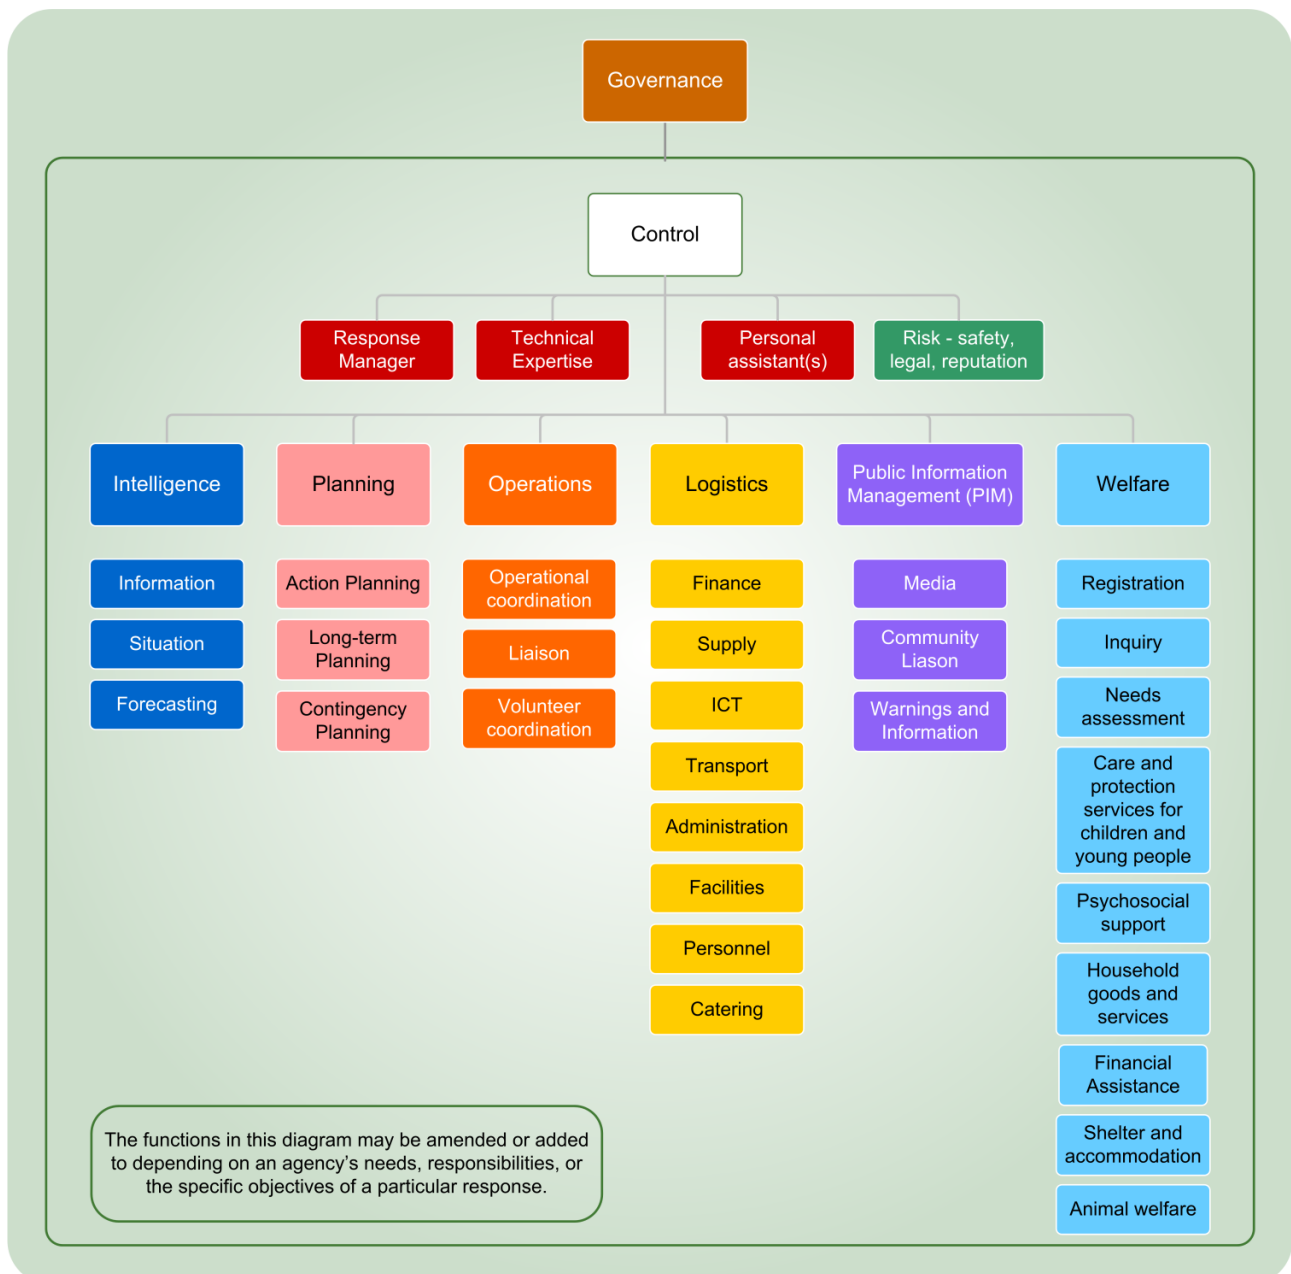 Governance
Control
Response
Manager
Technical
Expertise
Personal
assistant(s)
Risk - safety,
legal, reputation
Intelligence
Planning
Operations
Logistics
Public Information
Management (PIM)
Welfare
Information
Situation
Forecasting
Action Planning
Long-term
Planning
Contingency
Planning
Operational
coordination
Liaison
Volunteer
coordination
Finance
Supply
ICT
Transport
Administration
Facilities
Personnel
Catering
Media
Community
Liason
Warnings and
Information
Registration
Inquiry
Needs
assessment
Care and
protection
services for
children and
young people
Psychosocial
support
Household
goods and
services
Financial
Assistance
Shelter and
accommodation
Animal welfare
The functions in this diagram may be amended or added
to depending on an agency’s needs, responsibilities, or
the specific objectives of a particular response.